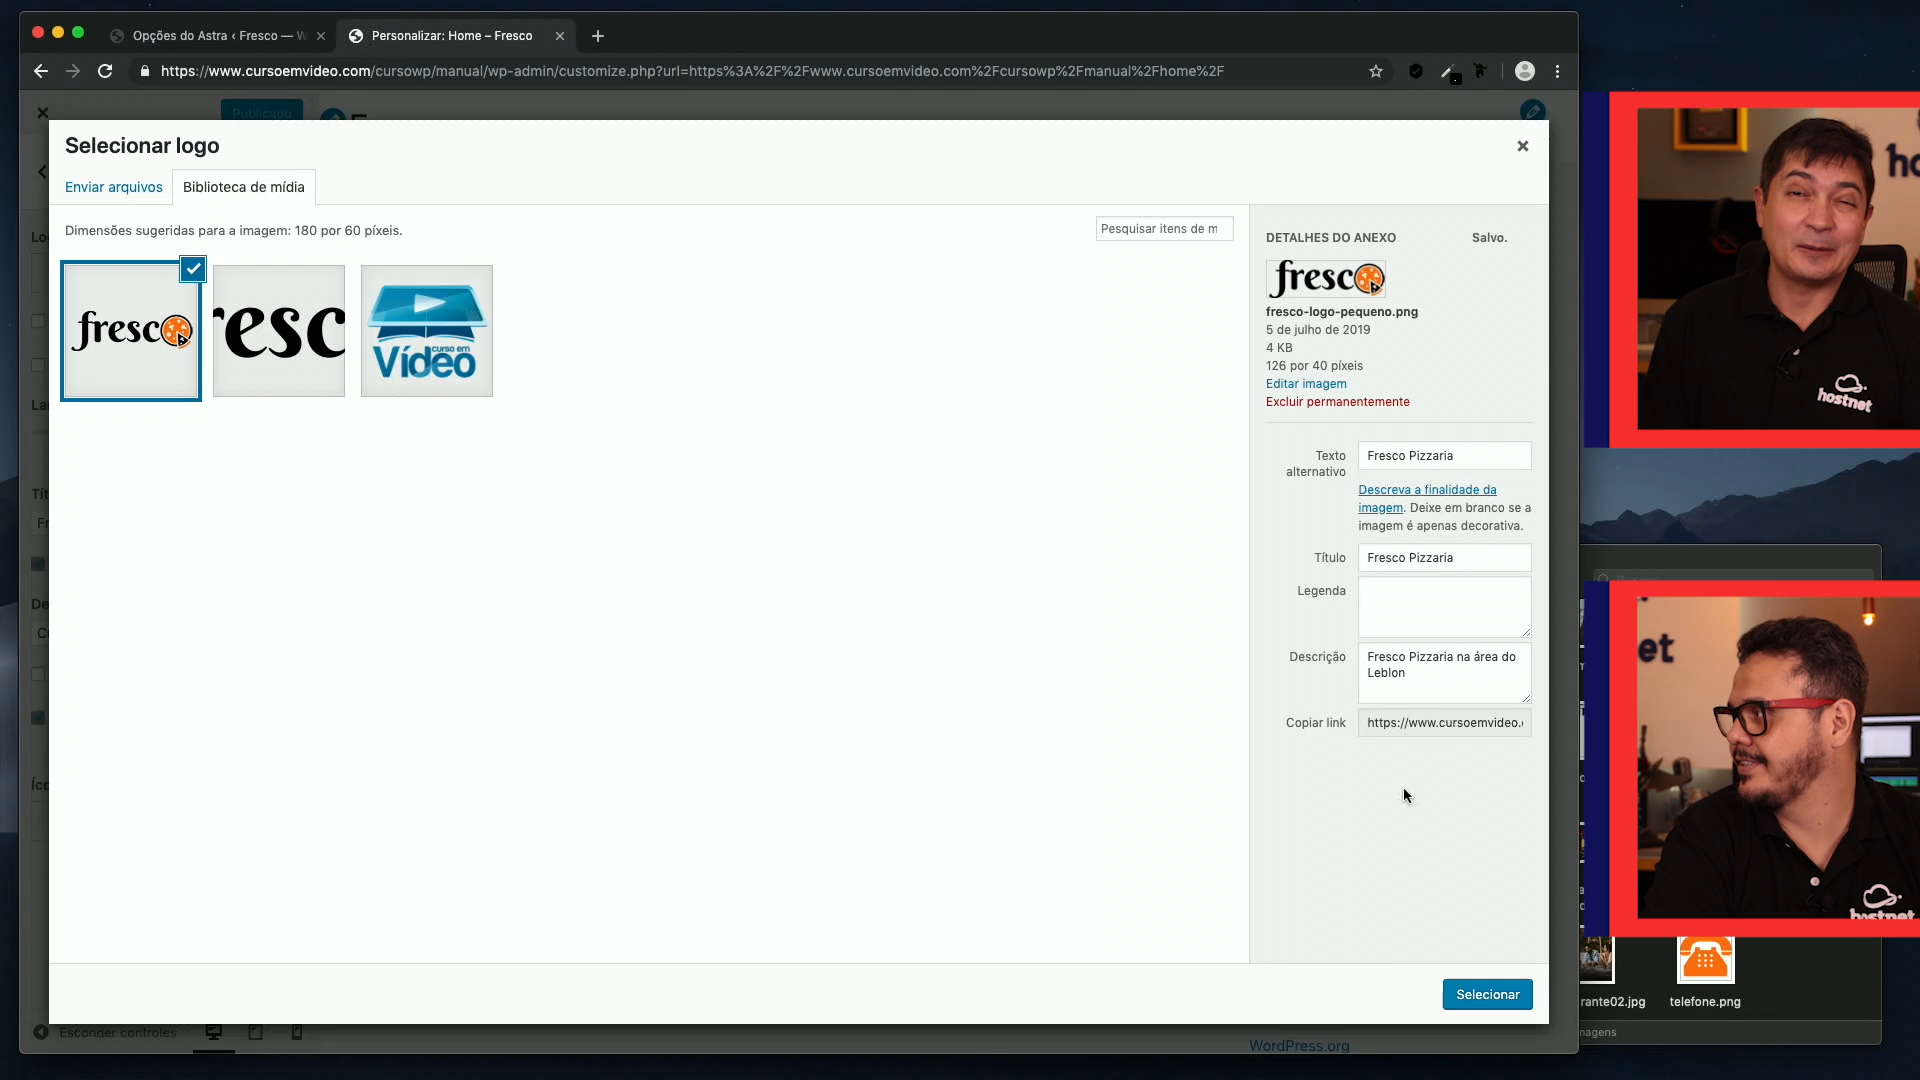 Opções do Astra ‹ Fresco — W
Personalizar: Home – Fresco
https://www.cursoemvideo.com/cursowp/manual/wp-admin/customize.php?url=https%3A%2F%2Fwww.cursoemvideo.com%2Fcursowp%2Fmanual%2Fhome%2F
Publicado
Selecionar logo
Enviar arquivos
Biblioteca de mídia
Dimensões sugeridas para a imagem: 180 por 60 píxeis.
Pesquisar itens de m
fresco
resc
curso em
Vídeo
DETALHES DO ANEXO
Salvo.
fresco
fresco-logo-pequeno.png
5 de julho de 2019
4 KB
126 por 40 píxeis
Editar imagem
Excluir permanentemente
Texto alternativo
Fresco Pizzaria
Descreva a finalidade da
imagem. Deixe em branco se a
imagem é apenas decorativa.
Título
Fresco Pizzaria
Legenda
Descrição
Fresco Pizzaria na área do
Leblon
Copiar link
https://www.cursoemvideo.
Selecionar
Esconder controles
WordPress.org
ho
hostnet
et
hostnet
rante02.jpg
telefone.png
nagens